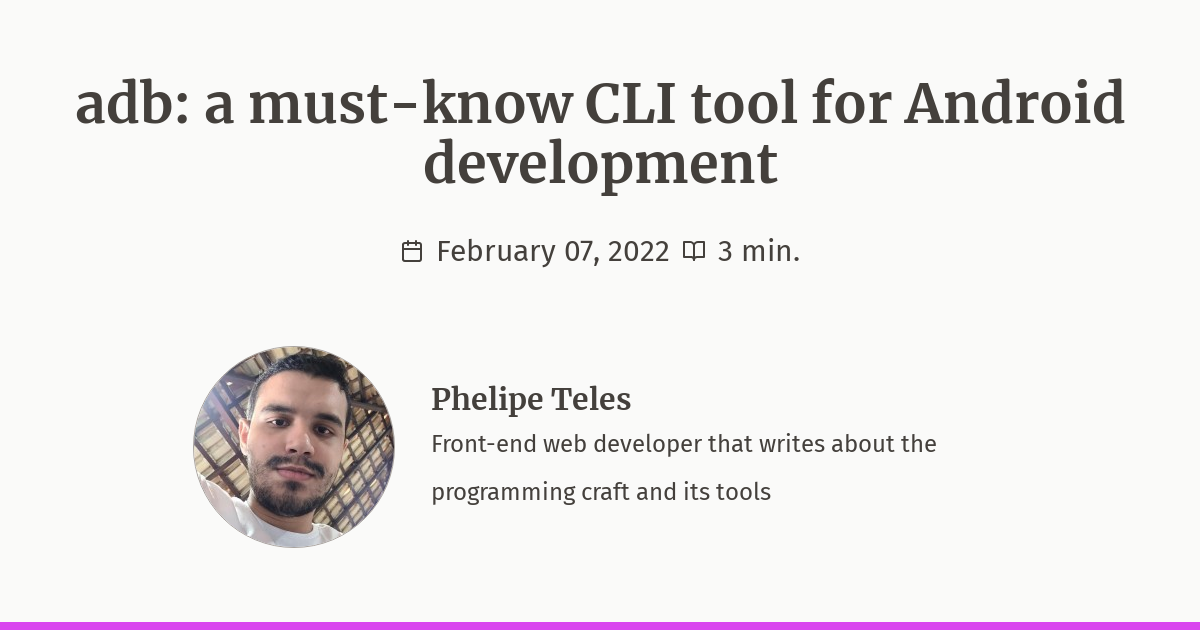 adb: a must-know CLI tool for Android
development
February 07, 2022 3 min.
Phelipe Teles
Front-end web developer that writes about the
programming craft and its tools